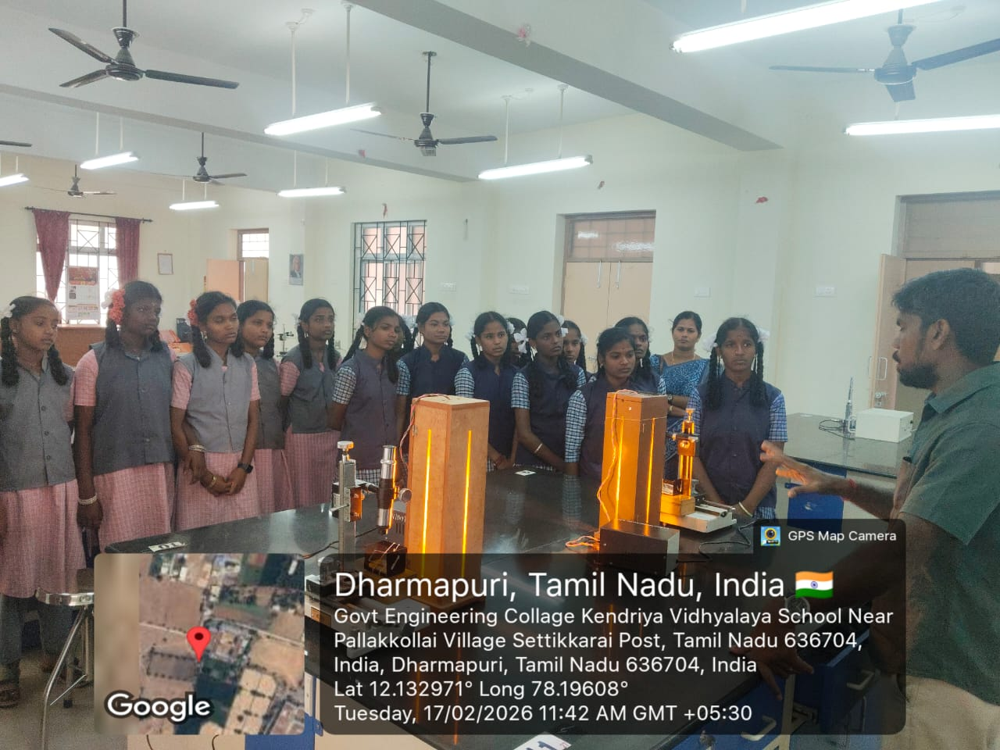 GPS Map Camera
Dharmapuri, Tamil Nadu, India
Govt Engineering Collage Kendriya Vidhyalaya School Near
Pallakkollai Village Settikkarai Post, Tamil Nadu 636704,
India, Dharmapuri, Tamil Nadu 636704, India
Lat 12.132971° Long 78.19608°
Tuesday, 17/02/2026 11:42 AM GMT +05:30
Google